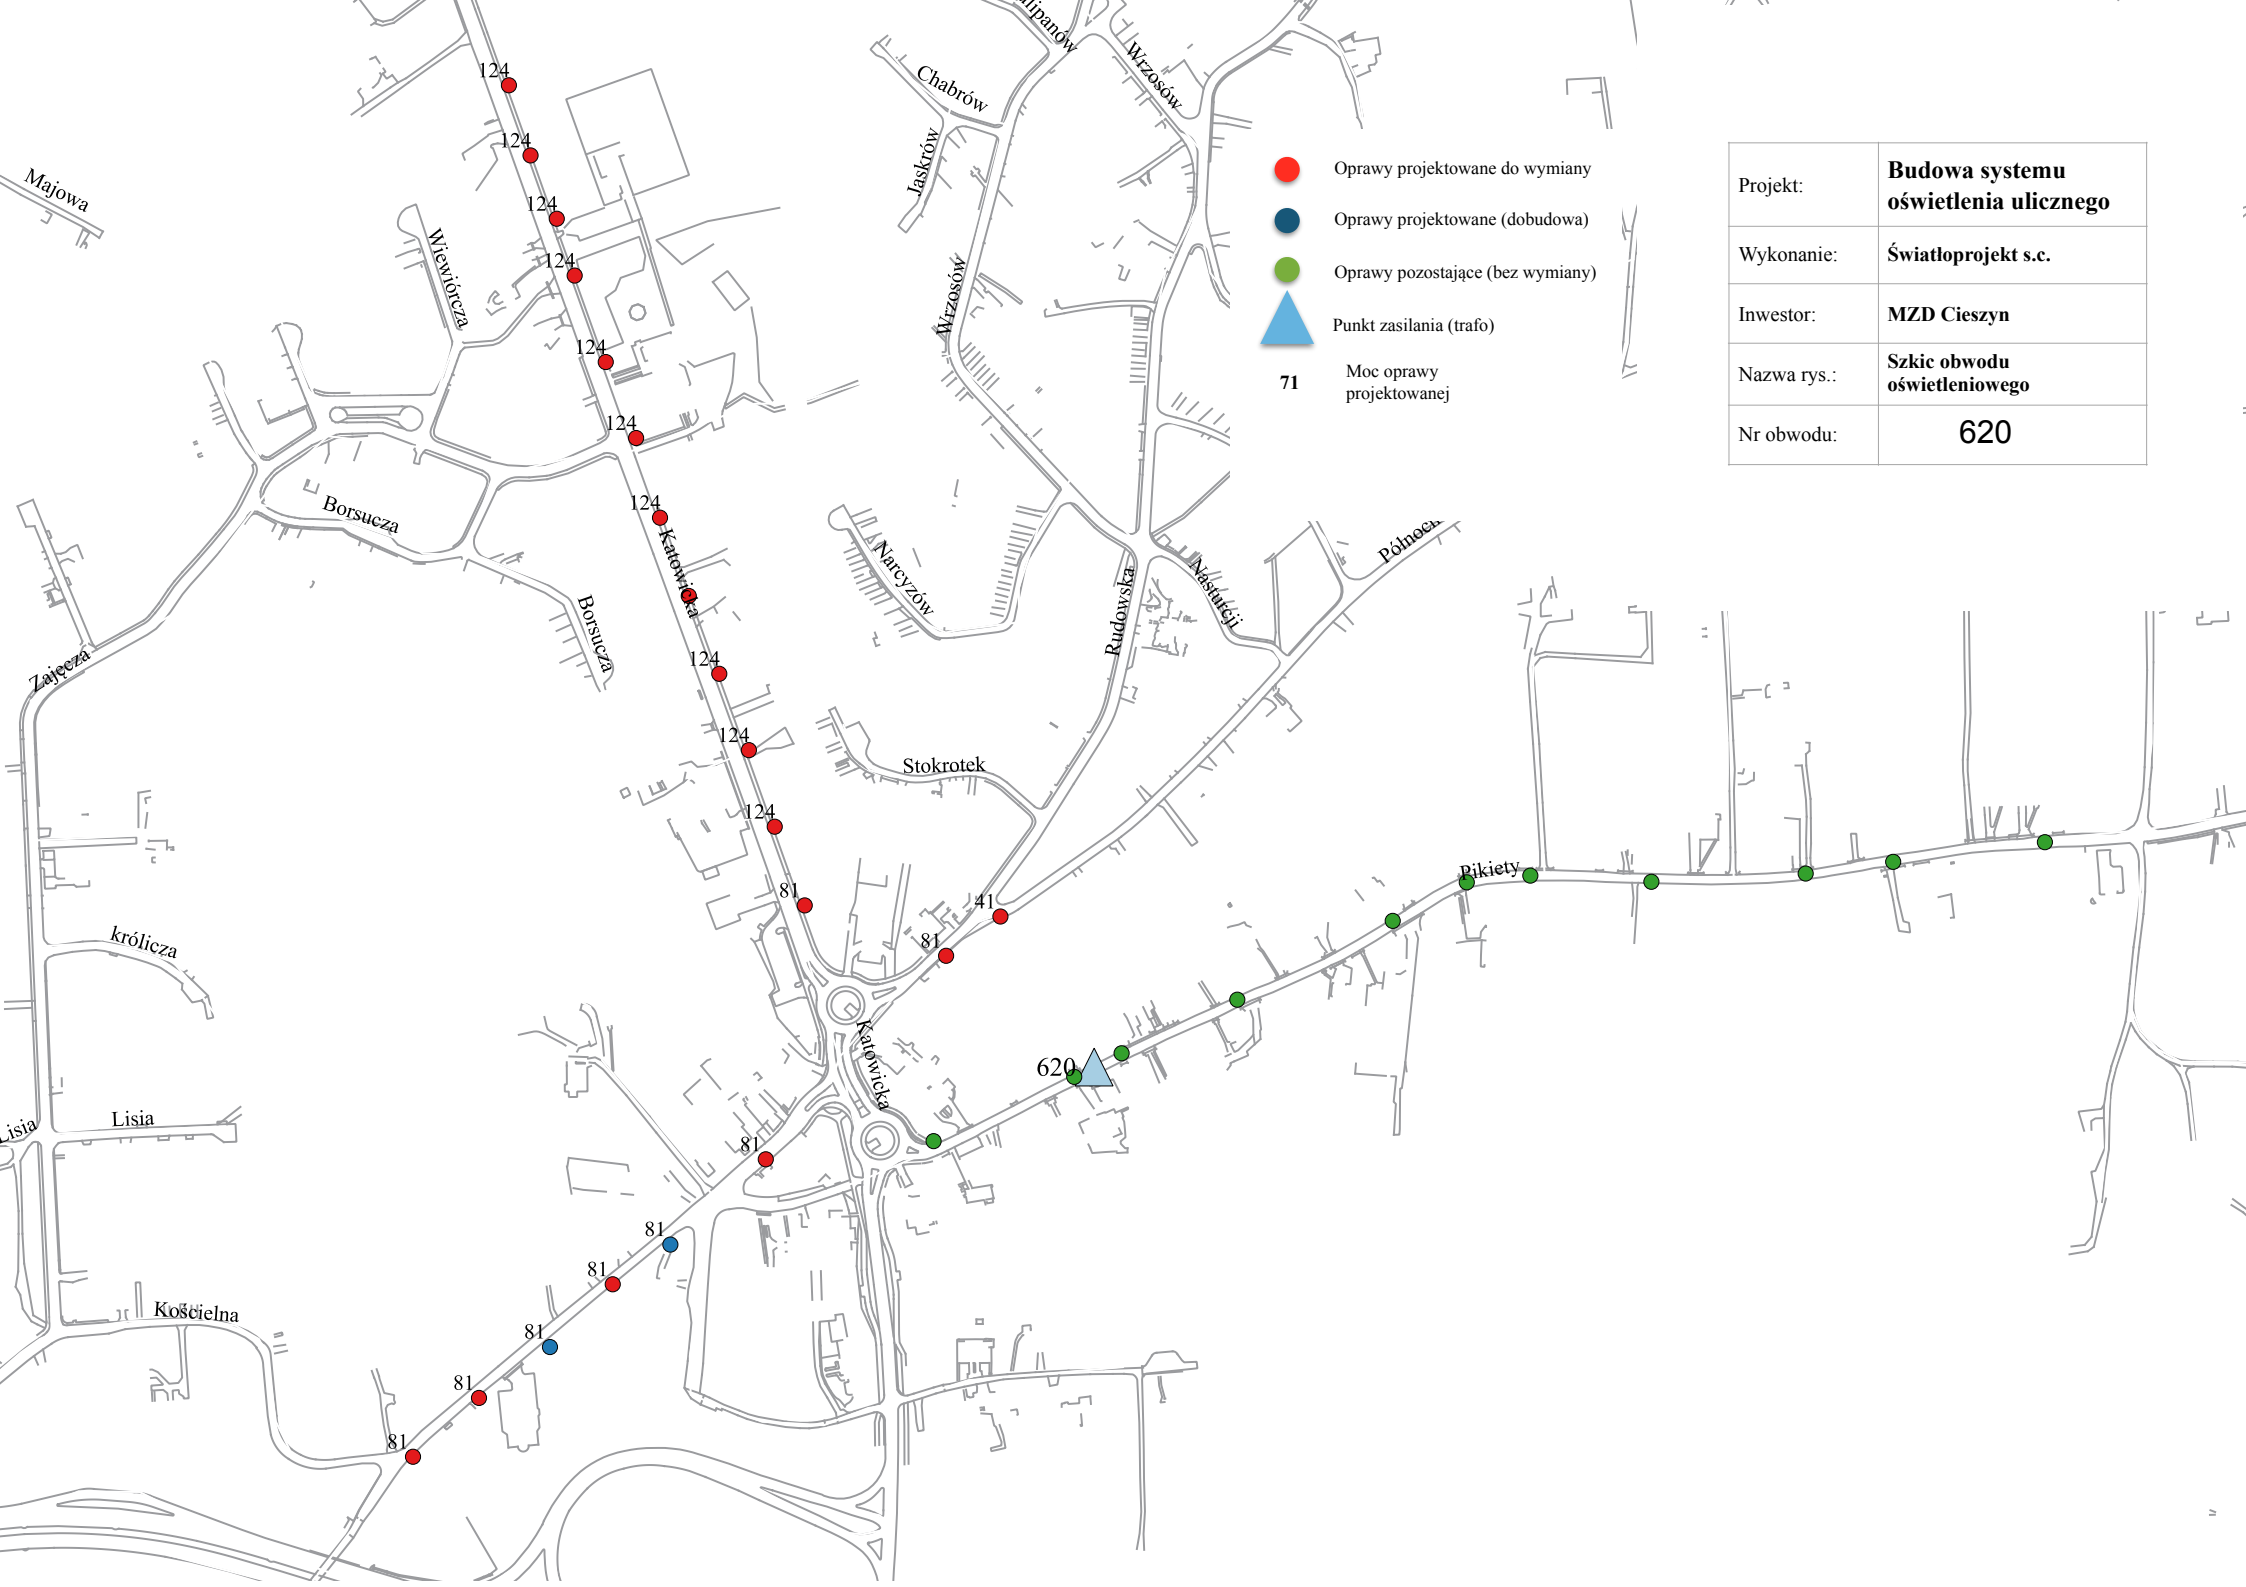 ulipanów
Wrzosów
Chabrów
Jaskrów
Majowa
Wiewiórcza
Wrzosów
124
124
124
124
124
124
124
Katowicka
124
124
124
81
41
81
Borsucza
Borsucza
Zajęcza
Narcyzów
Rudowska
Nasturcji
Północn
Stokrotek
Pikiety
królicza
Katowicka
620
Lisia
Lisia
81
81
81
81
81
81
Kościelna
Oprawy projektowane do wymiany
Oprawy projektowane (dobudowa)
Oprawy pozostające (bez wymiany)
Punkt zasilania (trafo)
71 Moc oprawy
projektowanej
Projekt: Budowa systemu
oświetlenia ulicznego
Wykonanie: Światłoprojekt s.c.
Inwestor: MZD Cieszyn
Nazwa rys.: Szkic obwodu
oświetleniowego
Nr obwodu: 620